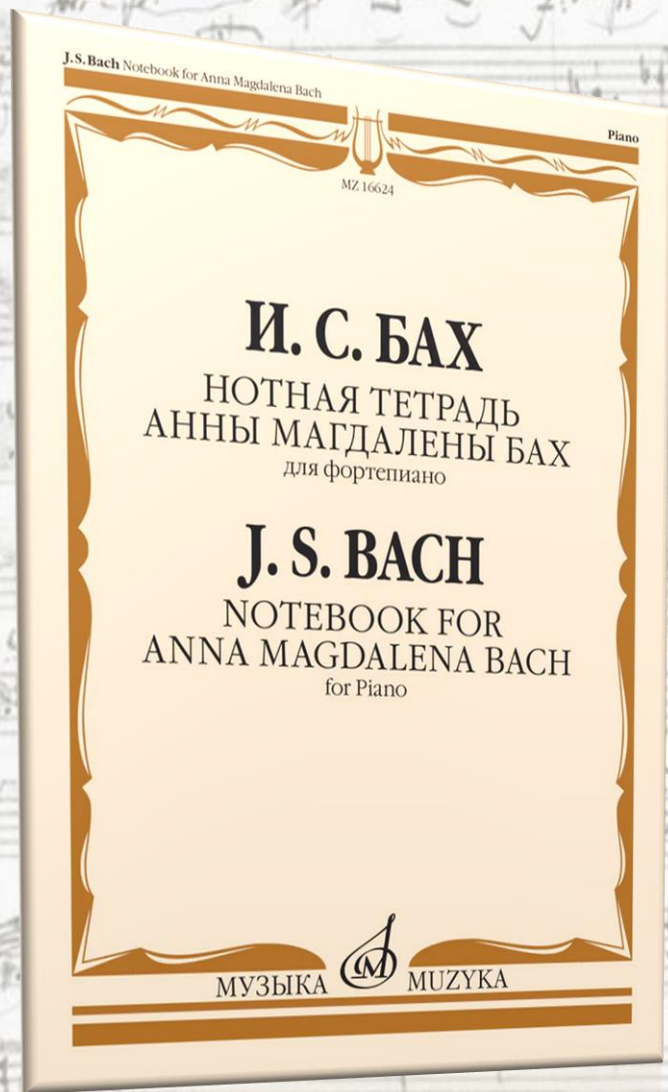 J.S.Bach Notebook for Anna Magdalena Bach
Piano
MZ 16624
И. С. БАХ
НОТНАЯ ТЕТРАДЬ
АННЫ МАГДАЛЕНЫ БАХ
для фортепиано
J. S. BACH
NOTEBOOK FOR
ANNA MAGDALENA BACH
for Piano
МУЗЫКА M MUZYKA